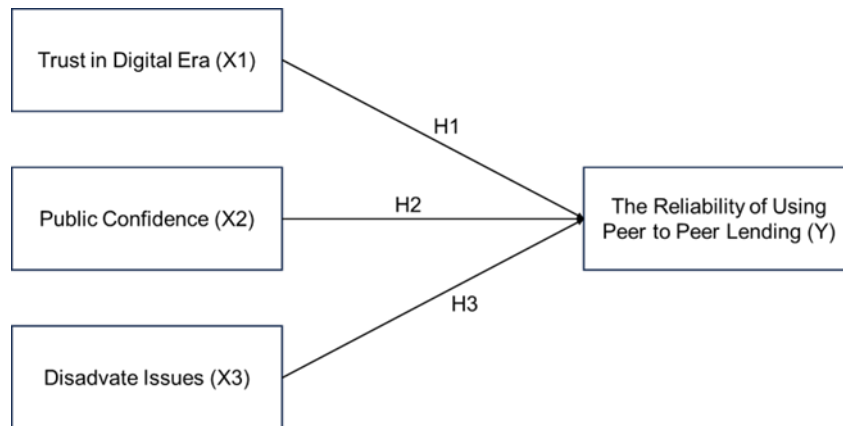 Trust in Digital Era (X1)
H1
Public Confidence (X2)
H2
The Reliability of Using
Peer to Peer Lending (Y)
H3
Disadvate Issues (X3)